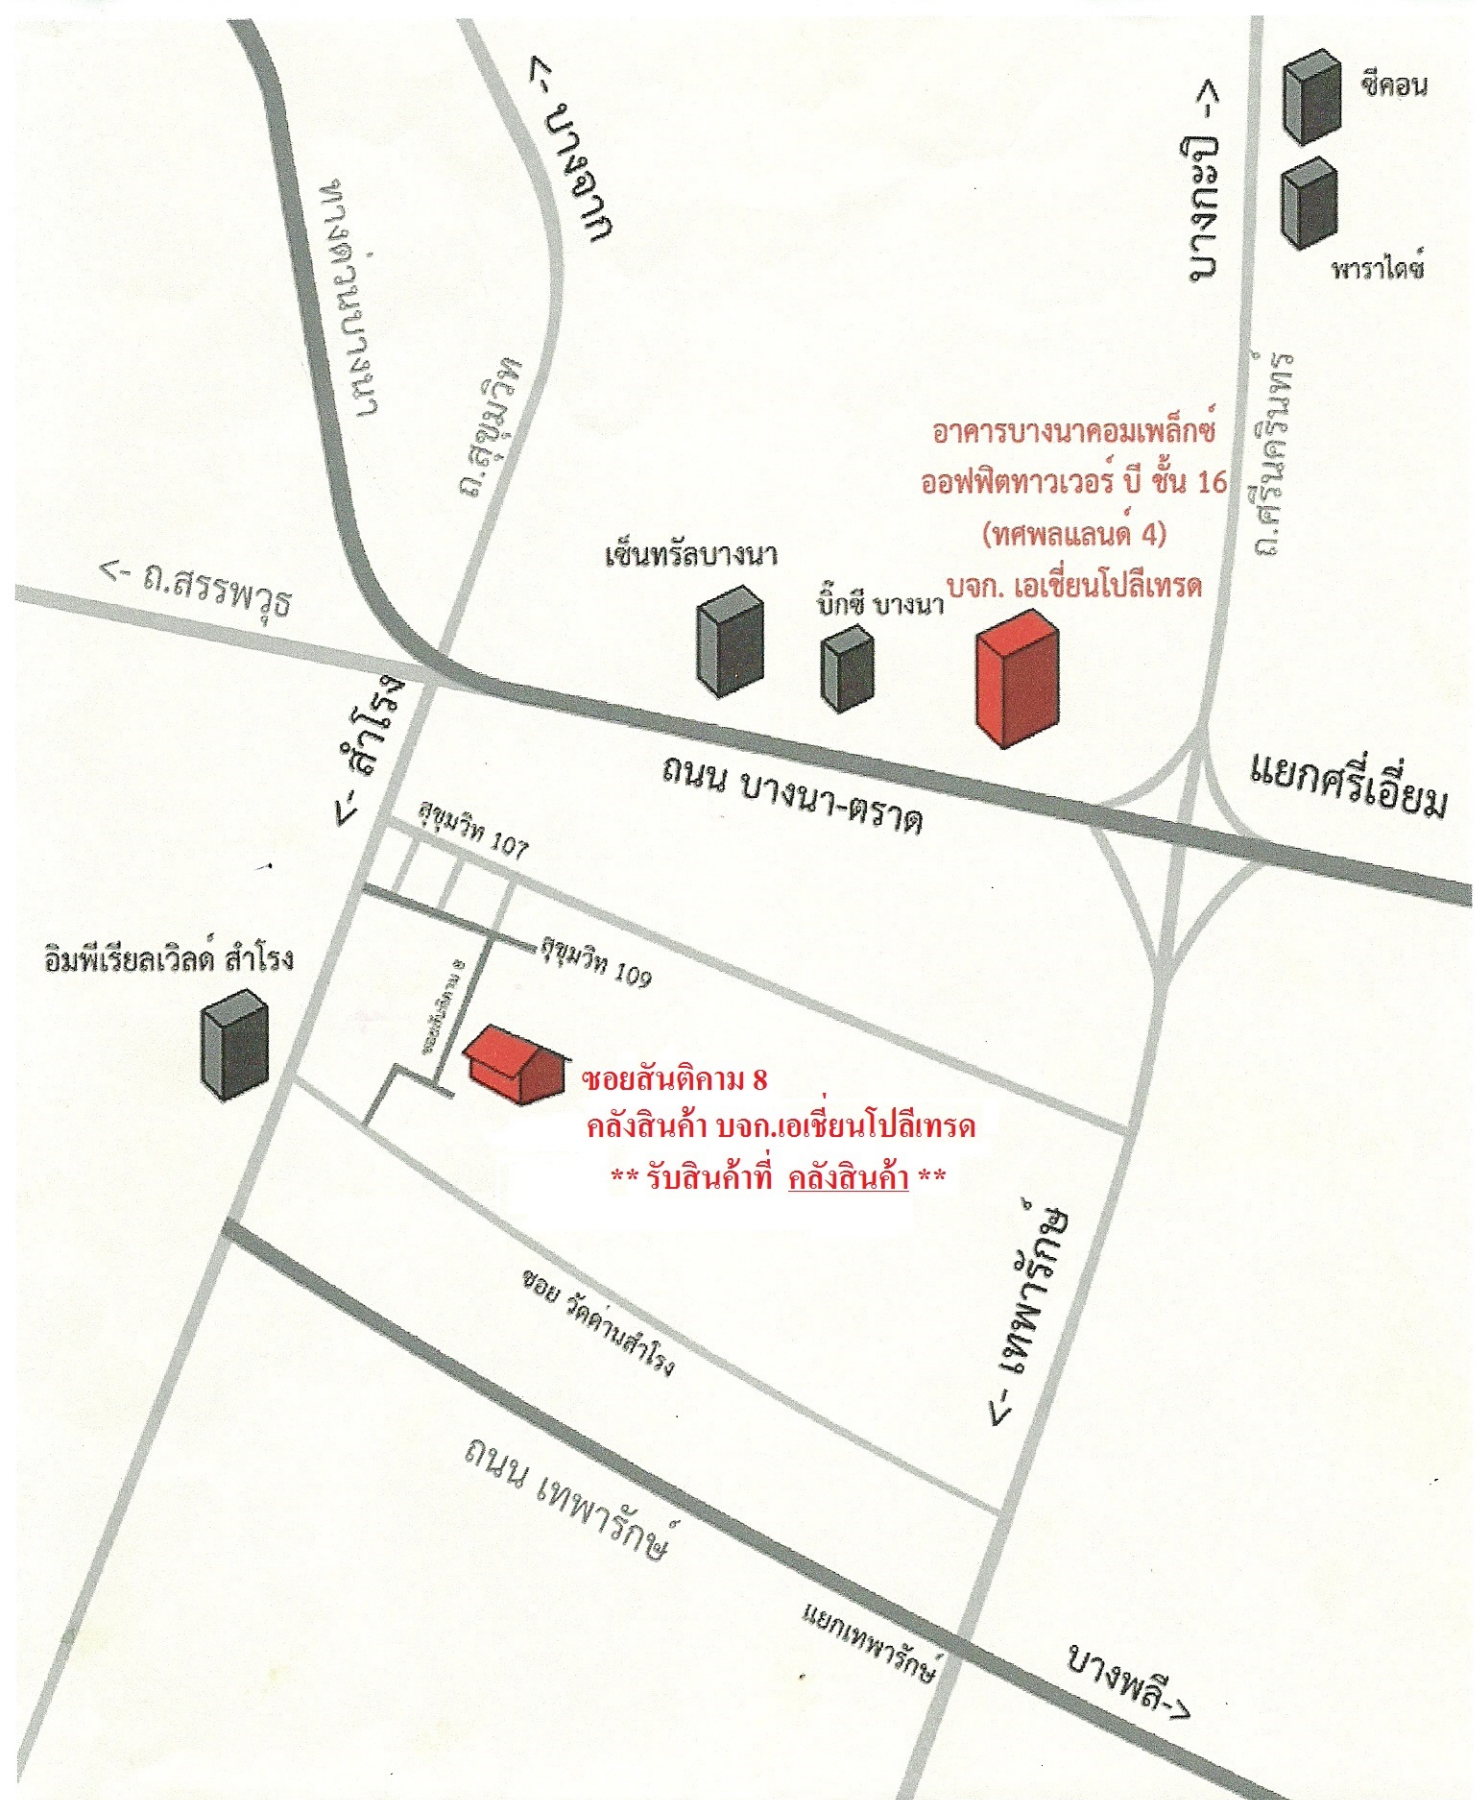 ซีคอน
<- บางจาก
บางกะปิ ->
พาราไดซ์
ทางด่วนบางนา
ถ.สุขุมวิท
ถ.ศรีนครินทร์
อาคารบางนาคอมเพล็กซ์
ออฟฟิตทาวเวอร์ บี ชั้น 16
(ทศพลแลนด์ 4)
บจก. เอเชี่ยนโปลีเทรด
เซ็นทรัลบางนา
บิ๊กซี บางนา
<- ถ.สรรพวุธ
<- สำโรง
ถนน บางนา-ตราด
แยกศรีเอี่ยม
สุขุมวิท 107
สุขุมวิท 109
อิมพีเรียลเวิลด์ สำโรง
ซอยสันติคาม ๘
ซอยสันติคาม 8
คลังสินค้า บจก.เอเชี่ยนโปลีเทรด
** รับสินค้าที่ คลังสินค้า **
<- เทพารักษ์
ซอย วัดด่านสำโรง
ถนน เทพารักษ์
แยกเทพารักษ์
บางพลี->